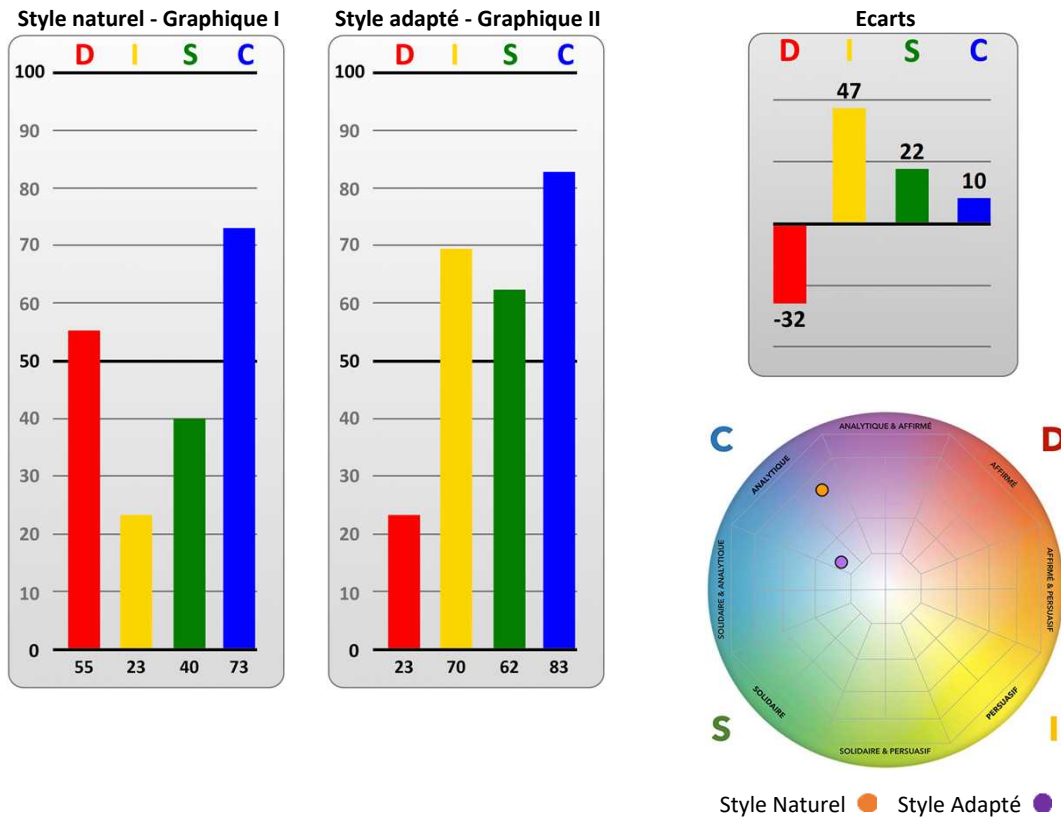 Style naturel - Graphique I
D I S C
100
90
80
70
60
50
40
30
20
10
0
55 23 40 73
Style adapté - Graphique II
D I S C
100
90
80
70
60
50
40
30
20
10
0
23 70 62 83
Ecarts
D I S C
47
22
10
-32
C
D
S
I
ANALYTIQUE & AFFIRMÉ
AFFIRMÉ
AFFIRMÉ & PERSUASIF
PERSUASIF
SOLIDAIRE & PERSUASIF
SOLIDAIRE
SOLIDAIRE & ANALYTIQUE
ANALYTIQUE
Style Naturel Style Adapté